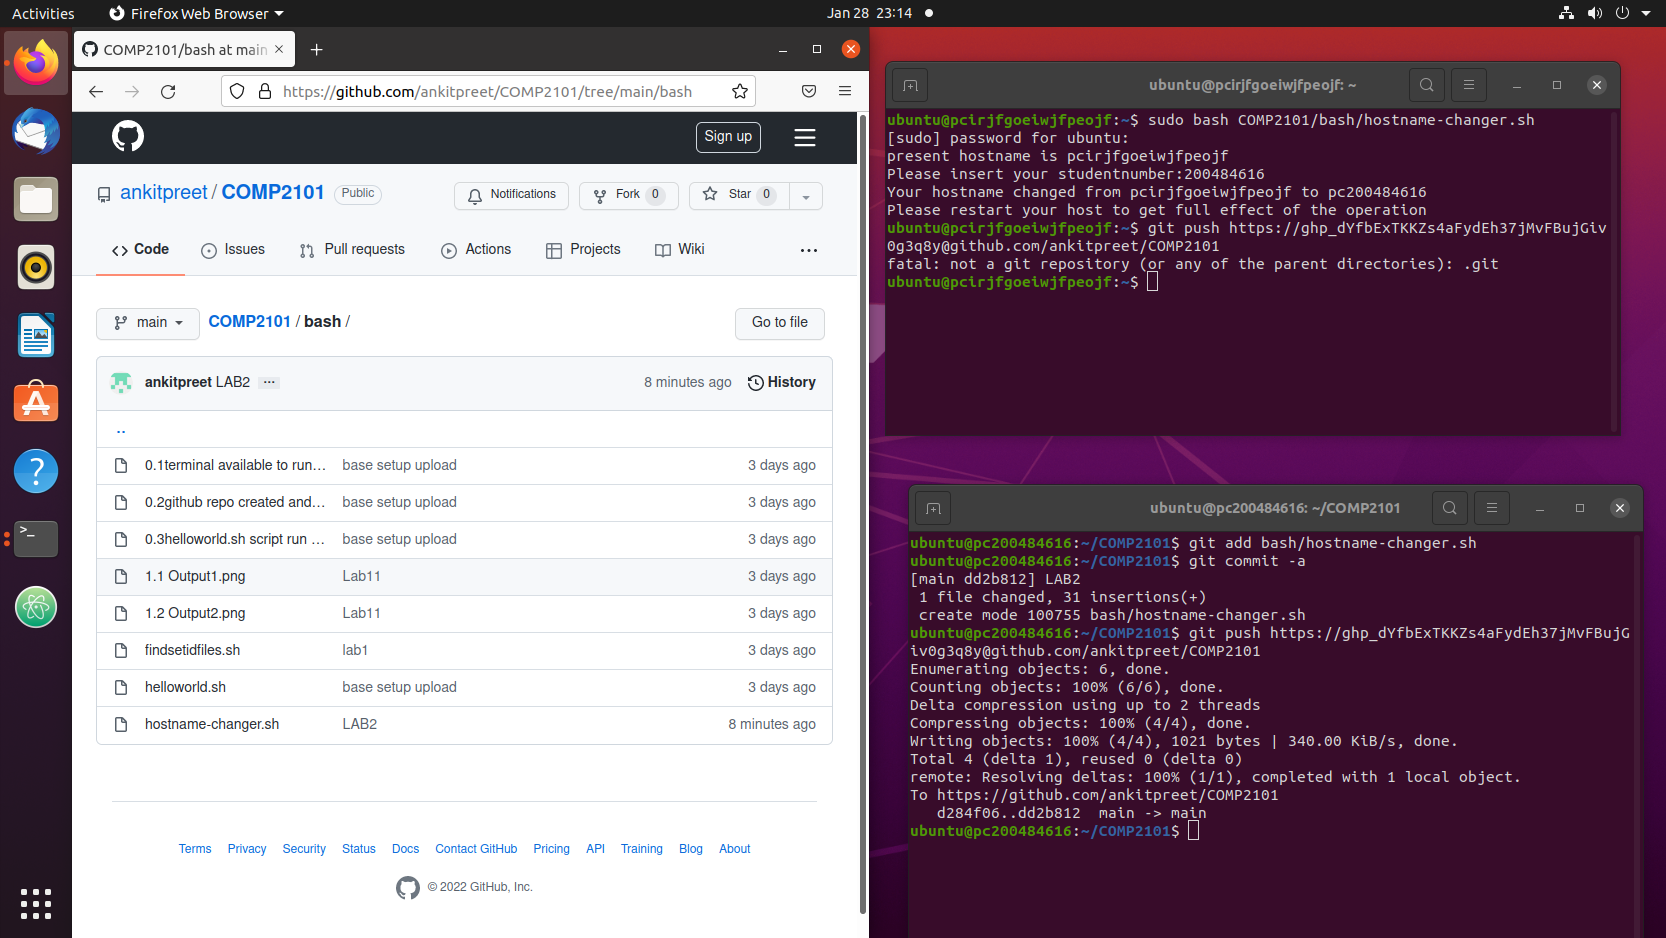 Activities
Firefox Web Browser
Jan 28 23:14
COMP2101/bash at main
https://github.com/ankitpreet/COMP2101/tree/main/bash
Sign up
ankitpreet / COMP2101 Public
Notifications
Fork 0
Star 0
Code
Issues
Pull requests
Actions
Projects
Wiki
main
COMP2101 / bash /
Go to file
ankitpreet LAB2 ...
8 minutes ago
History
..
0.1terminal available to run… base setup upload 3 days ago
0.2github repo created and… base setup upload 3 days ago
0.3helloworld.sh script run … base setup upload 3 days ago
1.1 Output1.png Lab11 3 days ago
1.2 Output2.png Lab11 3 days ago
findsetidfiles.sh lab1 3 days ago
helloworld.sh base setup upload 3 days ago
hostname-changer.sh LAB2 8 minutes ago
Terms Privacy Security Status Docs Contact GitHub Pricing API Training Blog About
© 2022 GitHub, Inc.
ubuntu@pcirjfgoeiwjfpeojf: ~
ubuntu@pcirjfgoeiwjfpeojf:~$ sudo bash COMP2101/bash/hostname-changer.sh
[sudo] password for ubuntu:
present hostname is pcirjfgoeiwjfpeojf
Please insert your studentnumber:200484616
Your hostname changed from pcirjfgoeiwjfpeojf to pc200484616
Please restart your host to get full effect of the operation
ubuntu@pcirjfgoeiwjfpeojf:~$ git push https://ghp_dYfbExTKKZs4aFydEh37jMvFBujGiv
0g3q8y@github.com/ankitpreet/COMP2101
fatal: not a git repository (or any of the parent directories): .git
ubuntu@pcirjfgoeiwjfpeojf:~$
ubuntu@pc200484616: ~/COMP2101
ubuntu@pc200484616:~/COMP2101$ git add bash/hostname-changer.sh
ubuntu@pc200484616:~/COMP2101$ git commit -a
[main dd2b812] LAB2
1 file changed, 31 insertions(+)
create mode 100755 bash/hostname-changer.sh
ubuntu@pc200484616:~/COMP2101$ git push https://ghp_dYfbExTKKZs4aFydEh37jMvFBujG
iv0g3q8y@github.com/ankitpreet/COMP2101
Enumerating objects: 6, done.
Counting objects: 100% (6/6), done.
Delta compression using up to 2 threads
Compressing objects: 100% (4/4), done.
Writing objects: 100% (4/4), 1021 bytes | 340.00 KiB/s, done.
Total 4 (delta 1), reused 0 (delta 0)
remote: Resolving deltas: 100% (1/1), completed with 1 local object.
To https://github.com/ankitpreet/COMP2101
d284f06..dd2b812 main -> main
ubuntu@pc200484616:~/COMP2101$